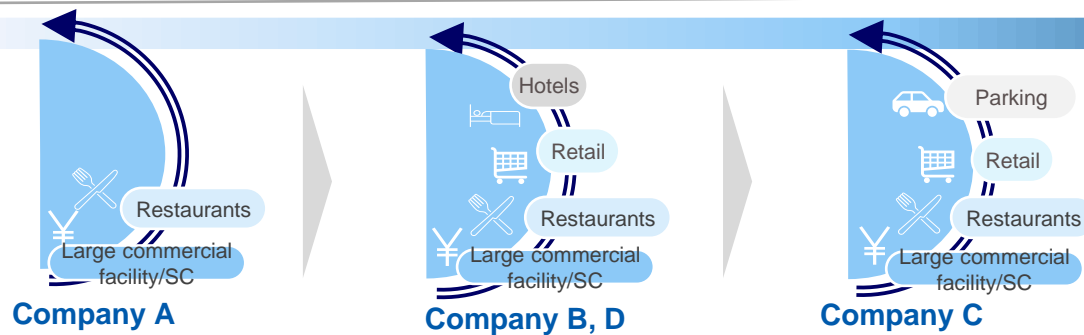 Restaurants
Large commercial
facility/SC
Company A
Hotels
Retail
Restaurants
Large commercial
facility/SC
Company B, D
Parking
Retail
Restaurants
Large commercial
facility/SC
Company C
¥
¥
¥